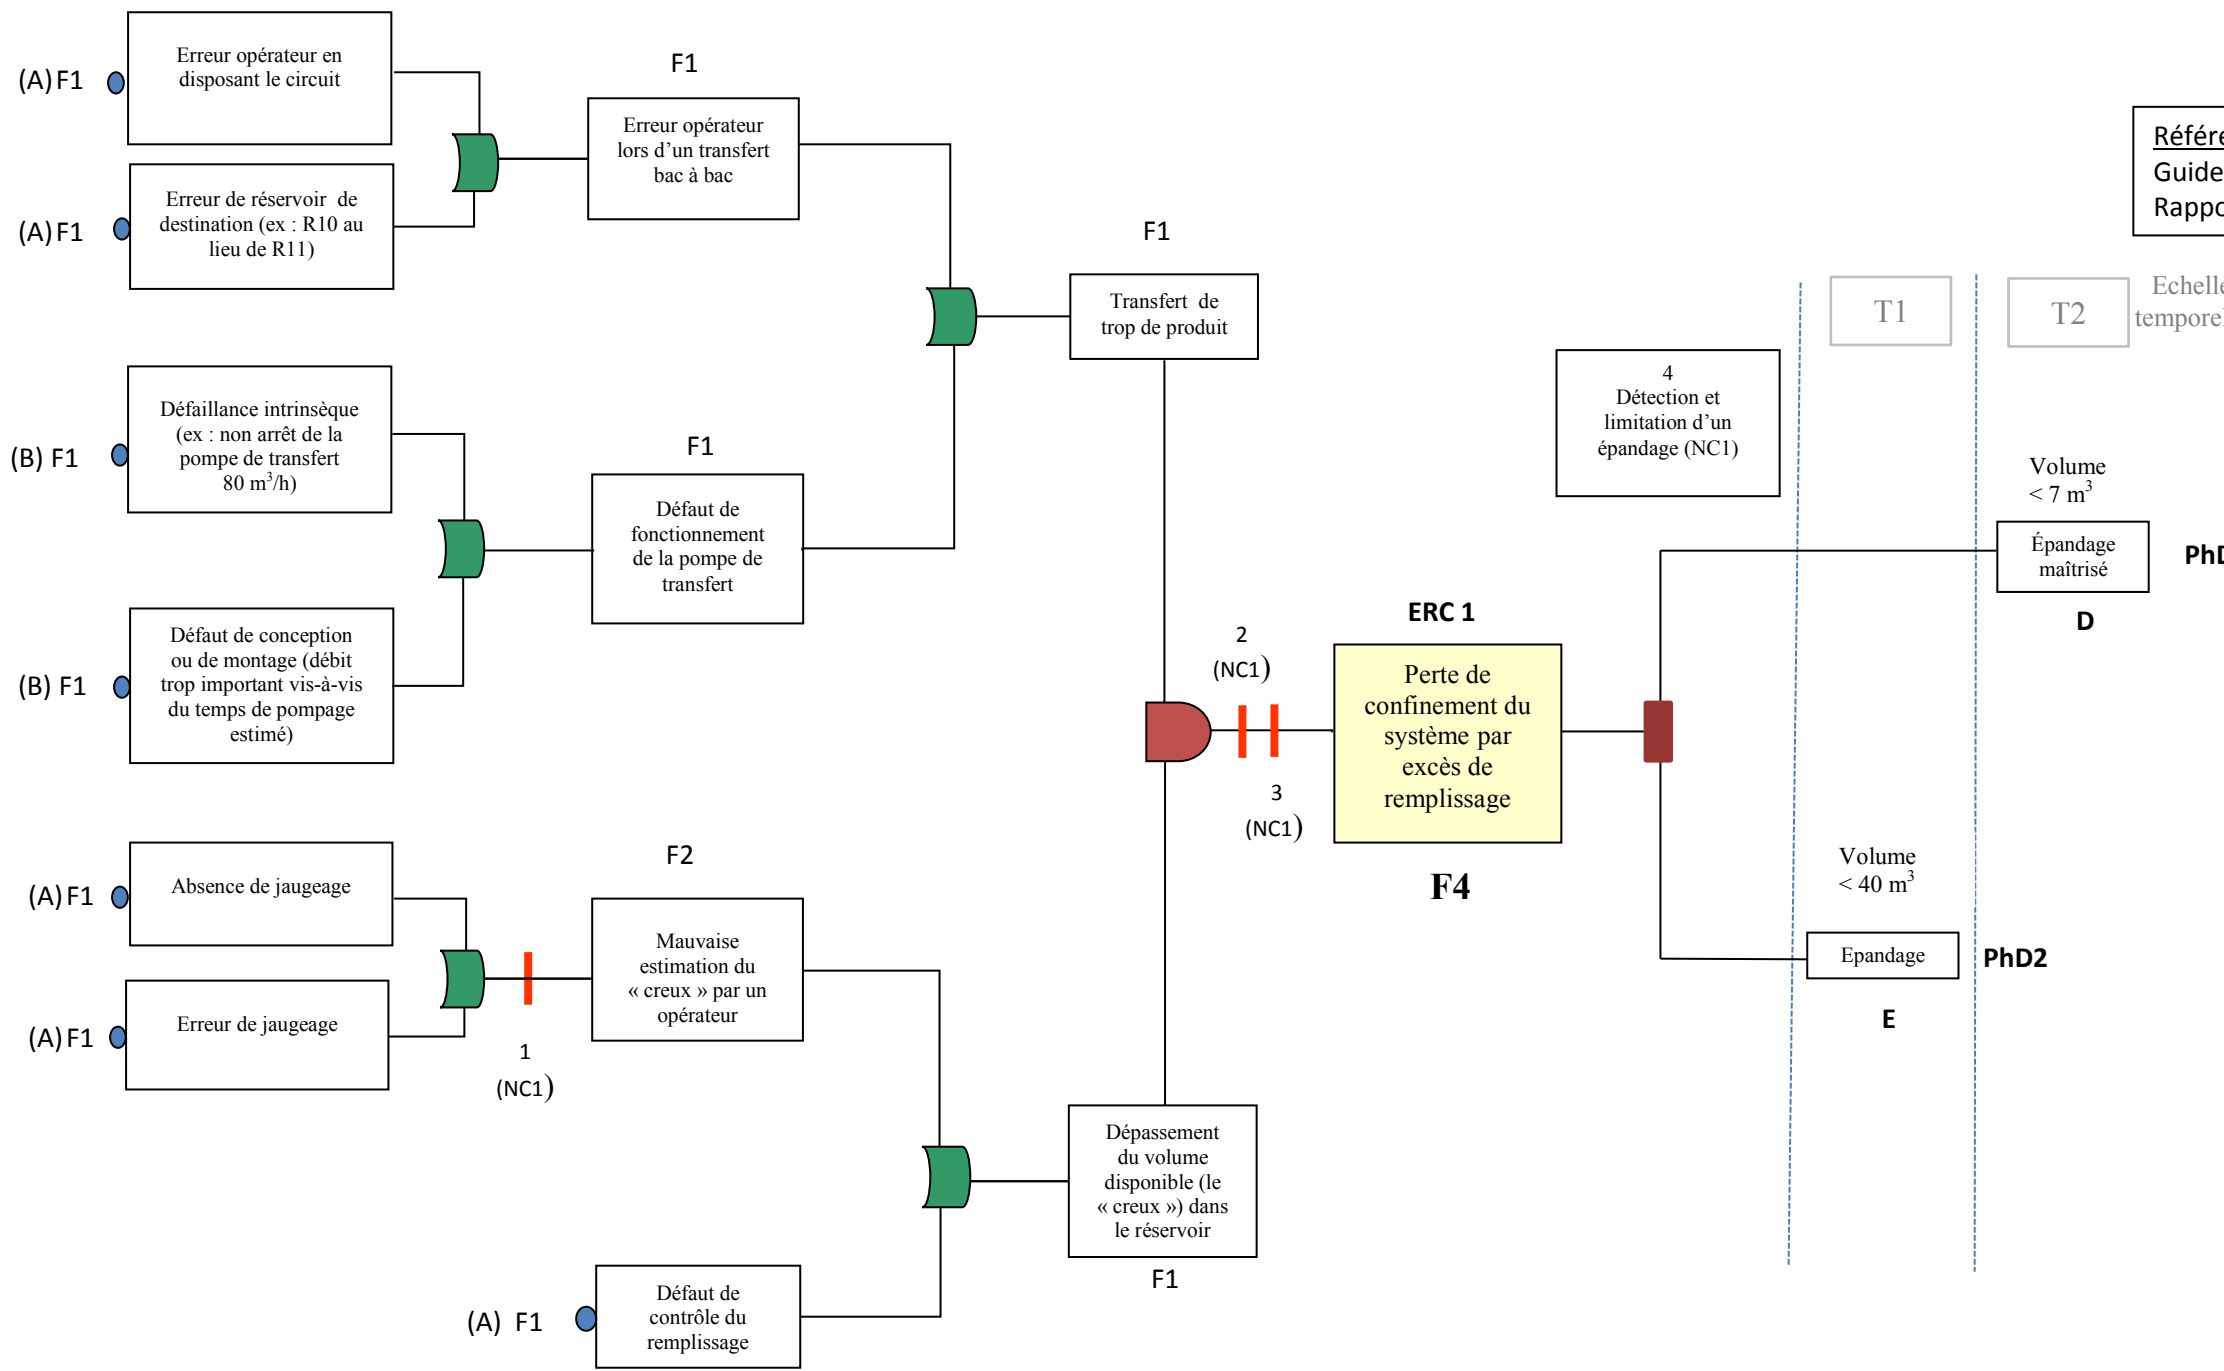 (A) F1
Erreur opérateur en
disposant le circuit
(A) F1
Erreur de réservoir de
destination (ex : R10 au
lieu de R11)
F1
Erreur opérateur
lors d’un transfert
bac à bac
(B) F1
Défaillance intrinsèque
(ex : non arrêt de la
pompe de transfert
80 m³/h)
(B) F1
Défaut de conception
ou de montage (débit
trop important vis-à-vis
du temps de pompage
estimé)
F1
Défaut de
fonctionnement
de la pompe de
transfert
F1
Transfert de
trop de produit
(A) F1
Absence de jaugeage
(A) F1
Erreur de jaugeage
1
(NC1)
F2
Mauvaise
estimation du
« creux » par un
opérateur
(A) F1
Défaut de
contrôle du
remplissage
Dépassement
du volume
disponible (le
« creux ») dans
le réservoir
F1
2
(NC1)
3
(NC1)
ERC 1
Perte de
confinement du
système par
excès de
remplissage
F4
4
Détection et
limitation d’un
épandage (NC1)
T1
T2
Volume
< 7 m³
Épandage
maîtrisé
D
Volume
< 40 m³
Epandage
PhD2
E
Guide